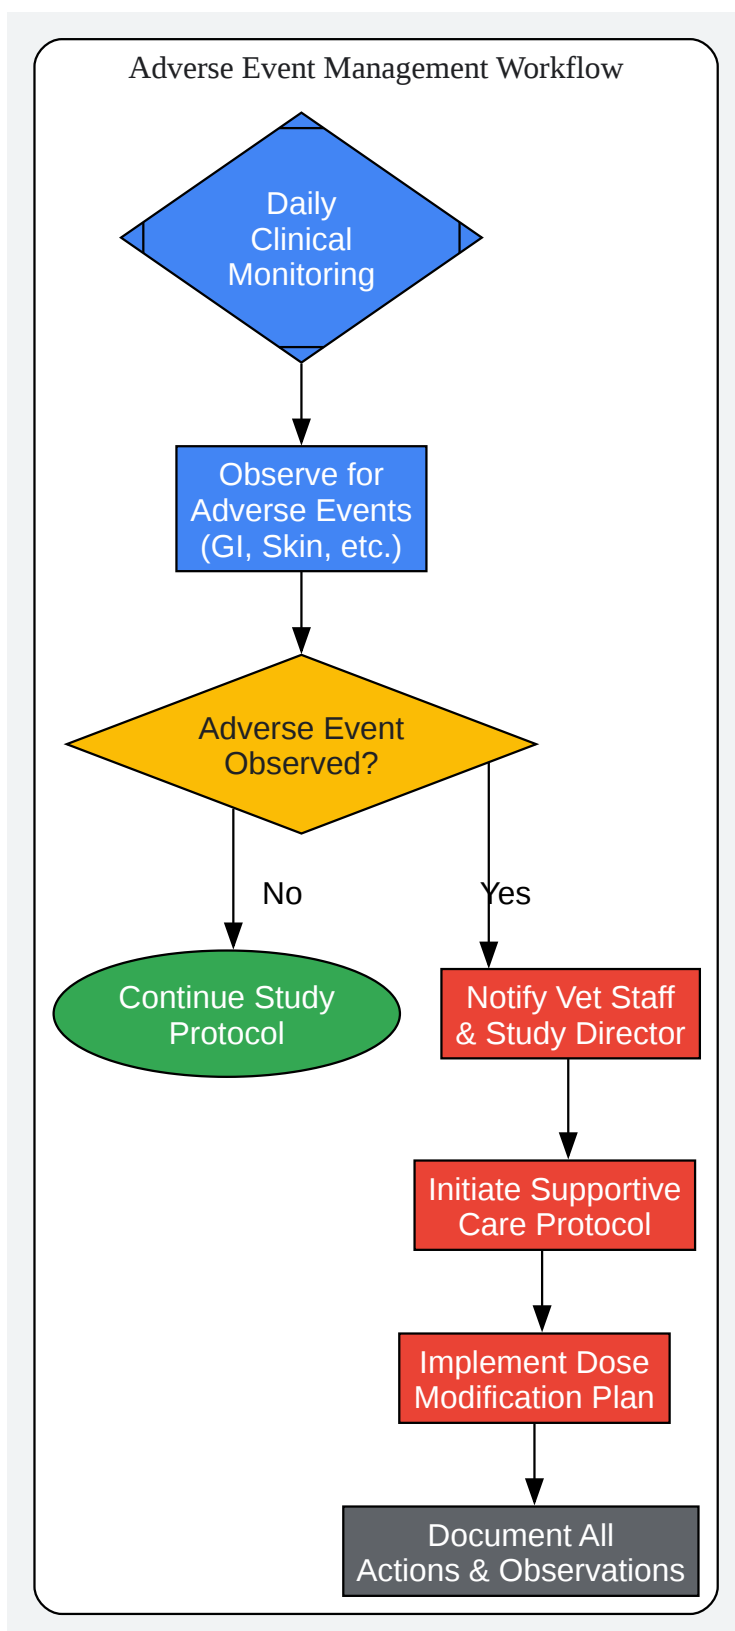 Adverse Event Management Workflow
Daily
Clinical
Monitoring
Observe for
Adverse Events
(GI, Skin, etc.)
Adverse Event
Observed?
No
Yes
Continue Study
Protocol
Notify Vet Staff
& Study Director
Initiate Supportive
Care Protocol
Implement Dose
Modification Plan
Document All
Actions & Observations